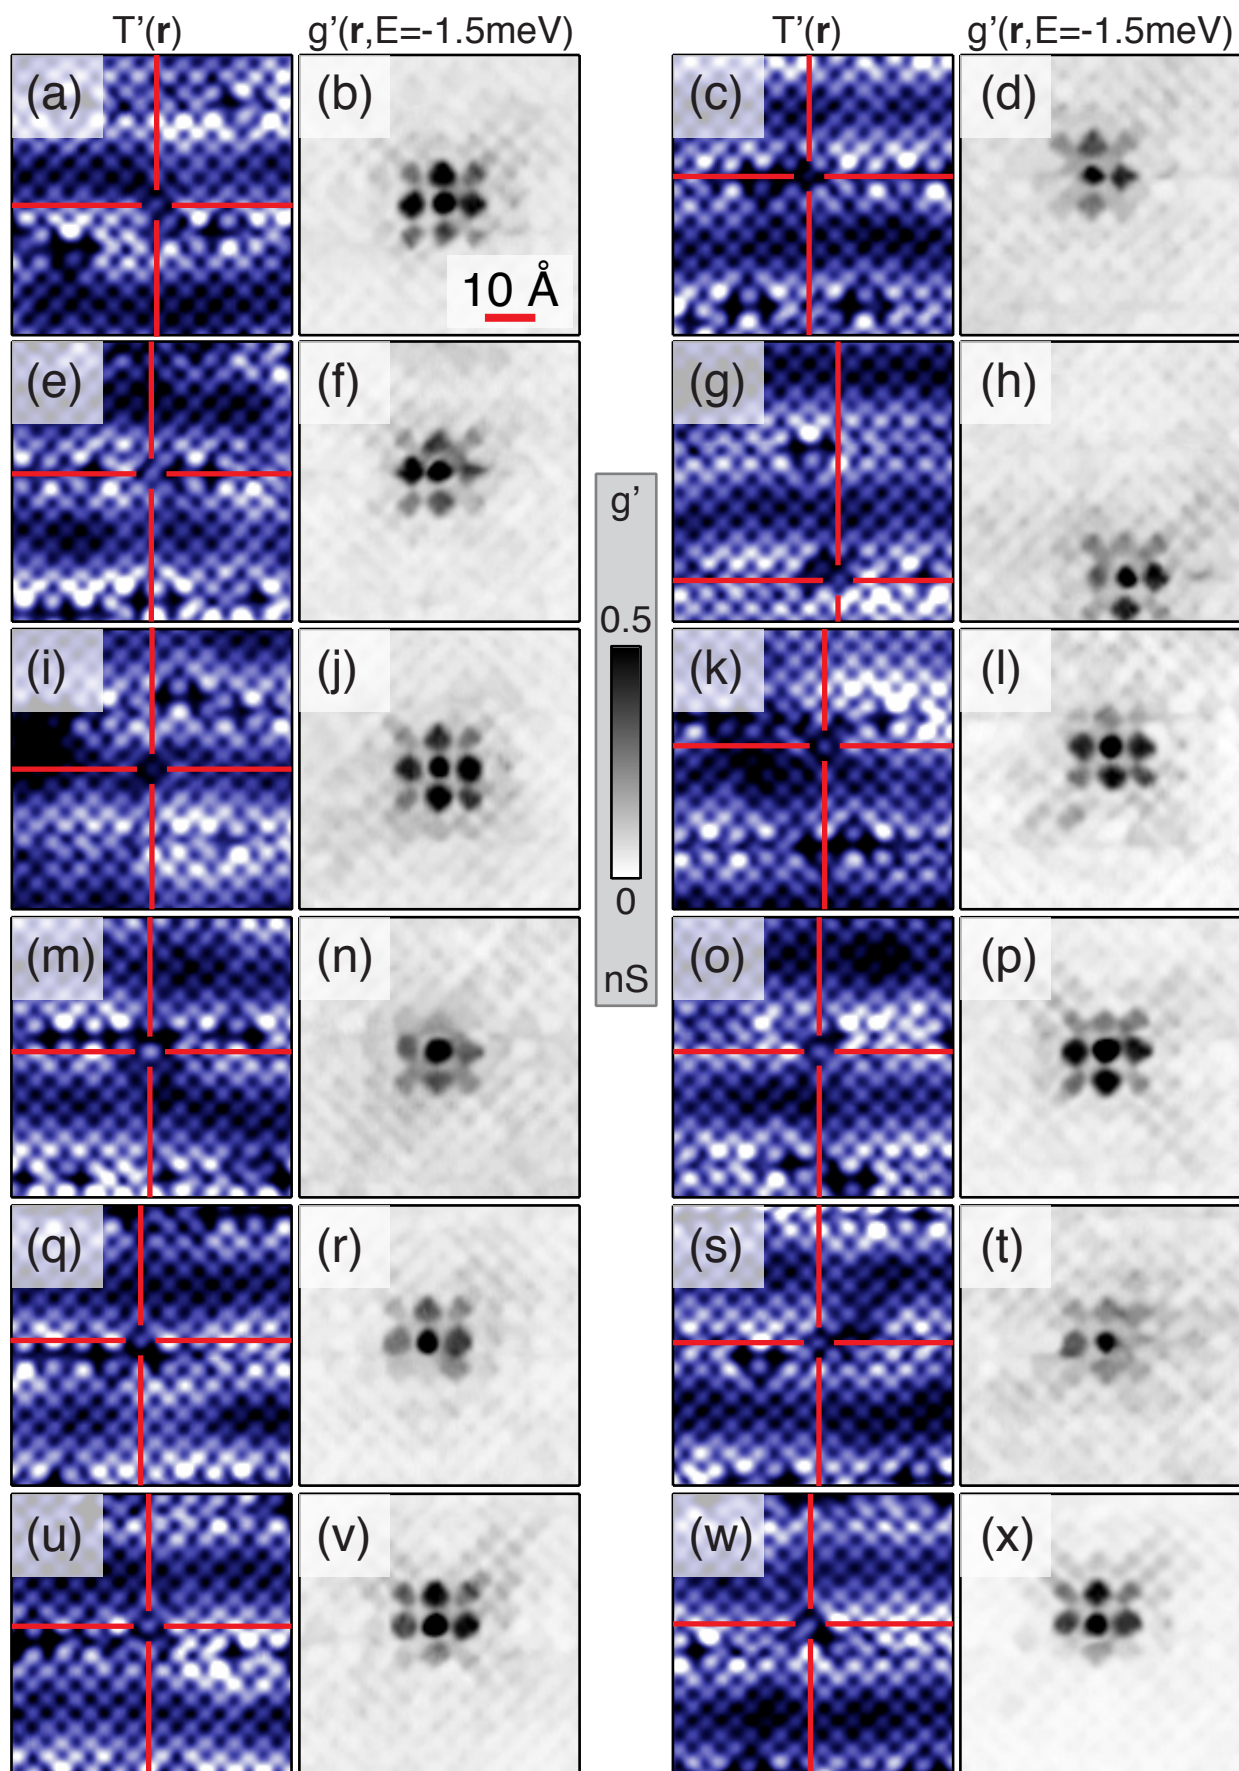 T’(r) g’(r,E=-1.5meV) T’(r) g’(r,E=-1.5meV)
(a) (b) (c) (d)
10 Å
(e) (f) (g) (h)
g’
0.5
0
nS
(i) (j) (k) (l)
(m) (n) (o) (p)
(q) (r) (s) (t)
(u) (v) (w) (x)